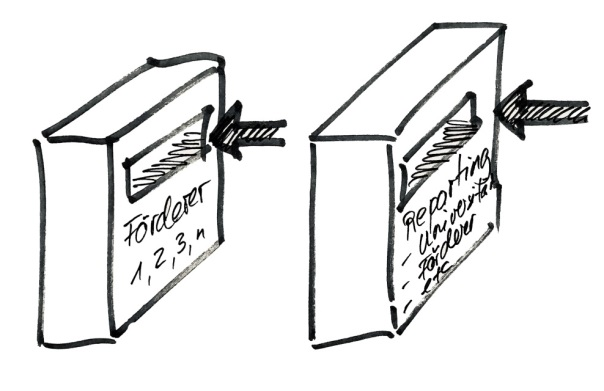 Förderer
1, 2, 3, n
Reporting
- Universität
- Förderer
- etc